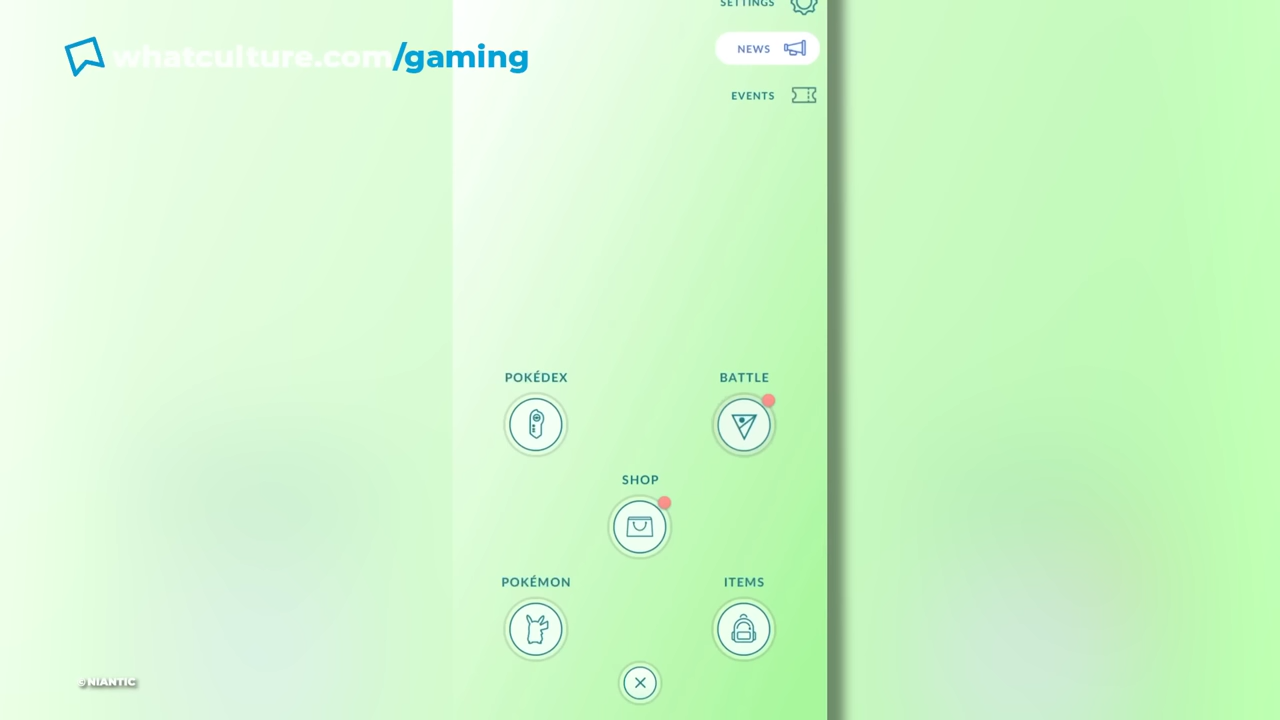 SETTINGS
whatculture.com/gaming
NEWS
EVENTS
POKÉDEX
BATTLE
SHOP
POKÉMON
ITEMS
@NIANTIC